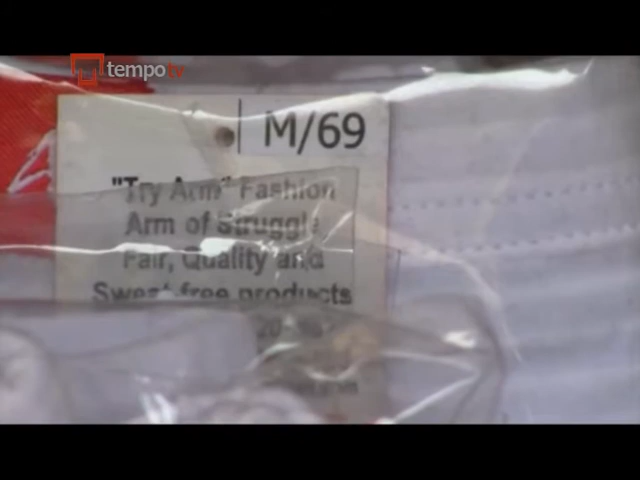 tempo tv
M/69
"Try Arm" Fashion
Arm of Struggle
Fair, Quality and
Sweat-free products